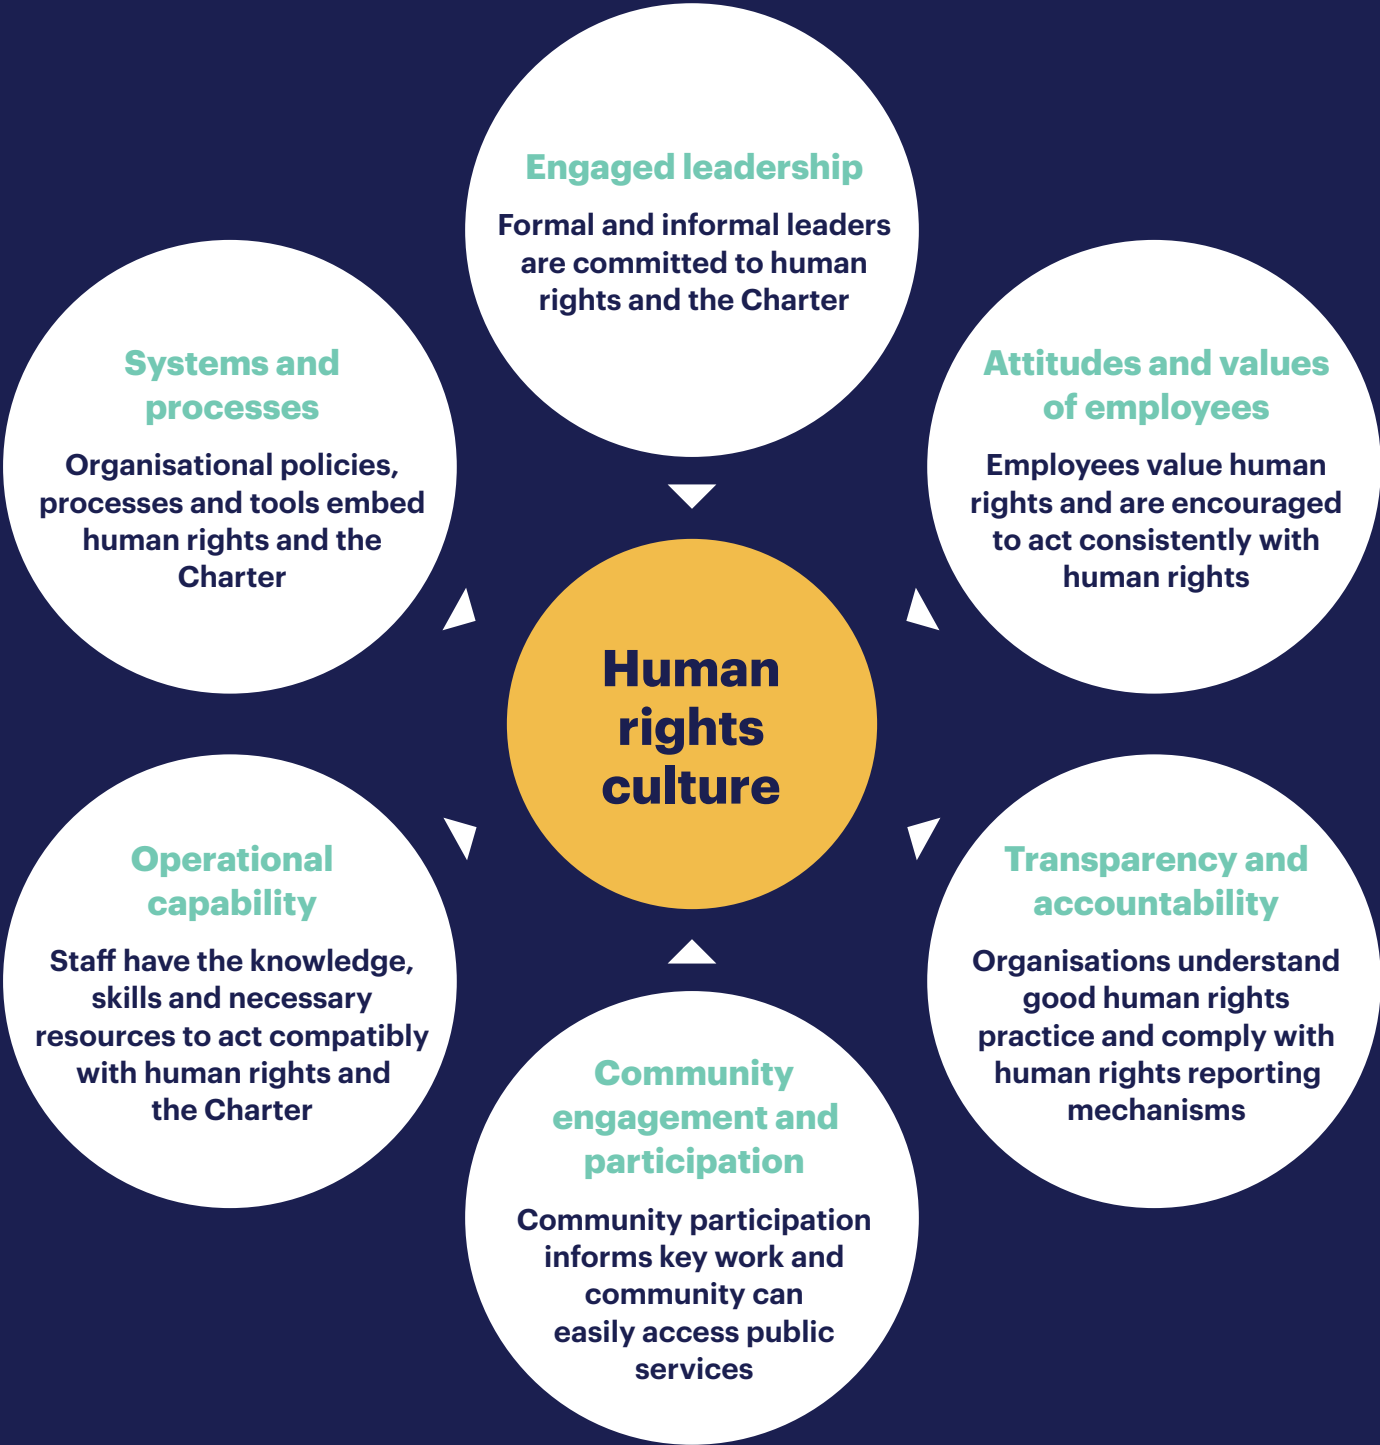 Engaged leadership
Formal and informal leaders
are committed to human
rights and the Charter
Attitudes and values
of employees
Employees value human
rights and are encouraged
to act consistently with
human rights
Transparency and
accountability
Organisations understand
good human rights
practice and comply with
human rights reporting
mechanisms
Community
engagement and
participation
Community participation
informs key work and
community can
easily access public
services
Operational
capability
Staff have the knowledge,
skills and necessary
resources to act compatibly
with human rights and
the Charter
Systems and
processes
Organisational policies,
processes and tools embed
human rights and the
Charter
Human
rights
culture